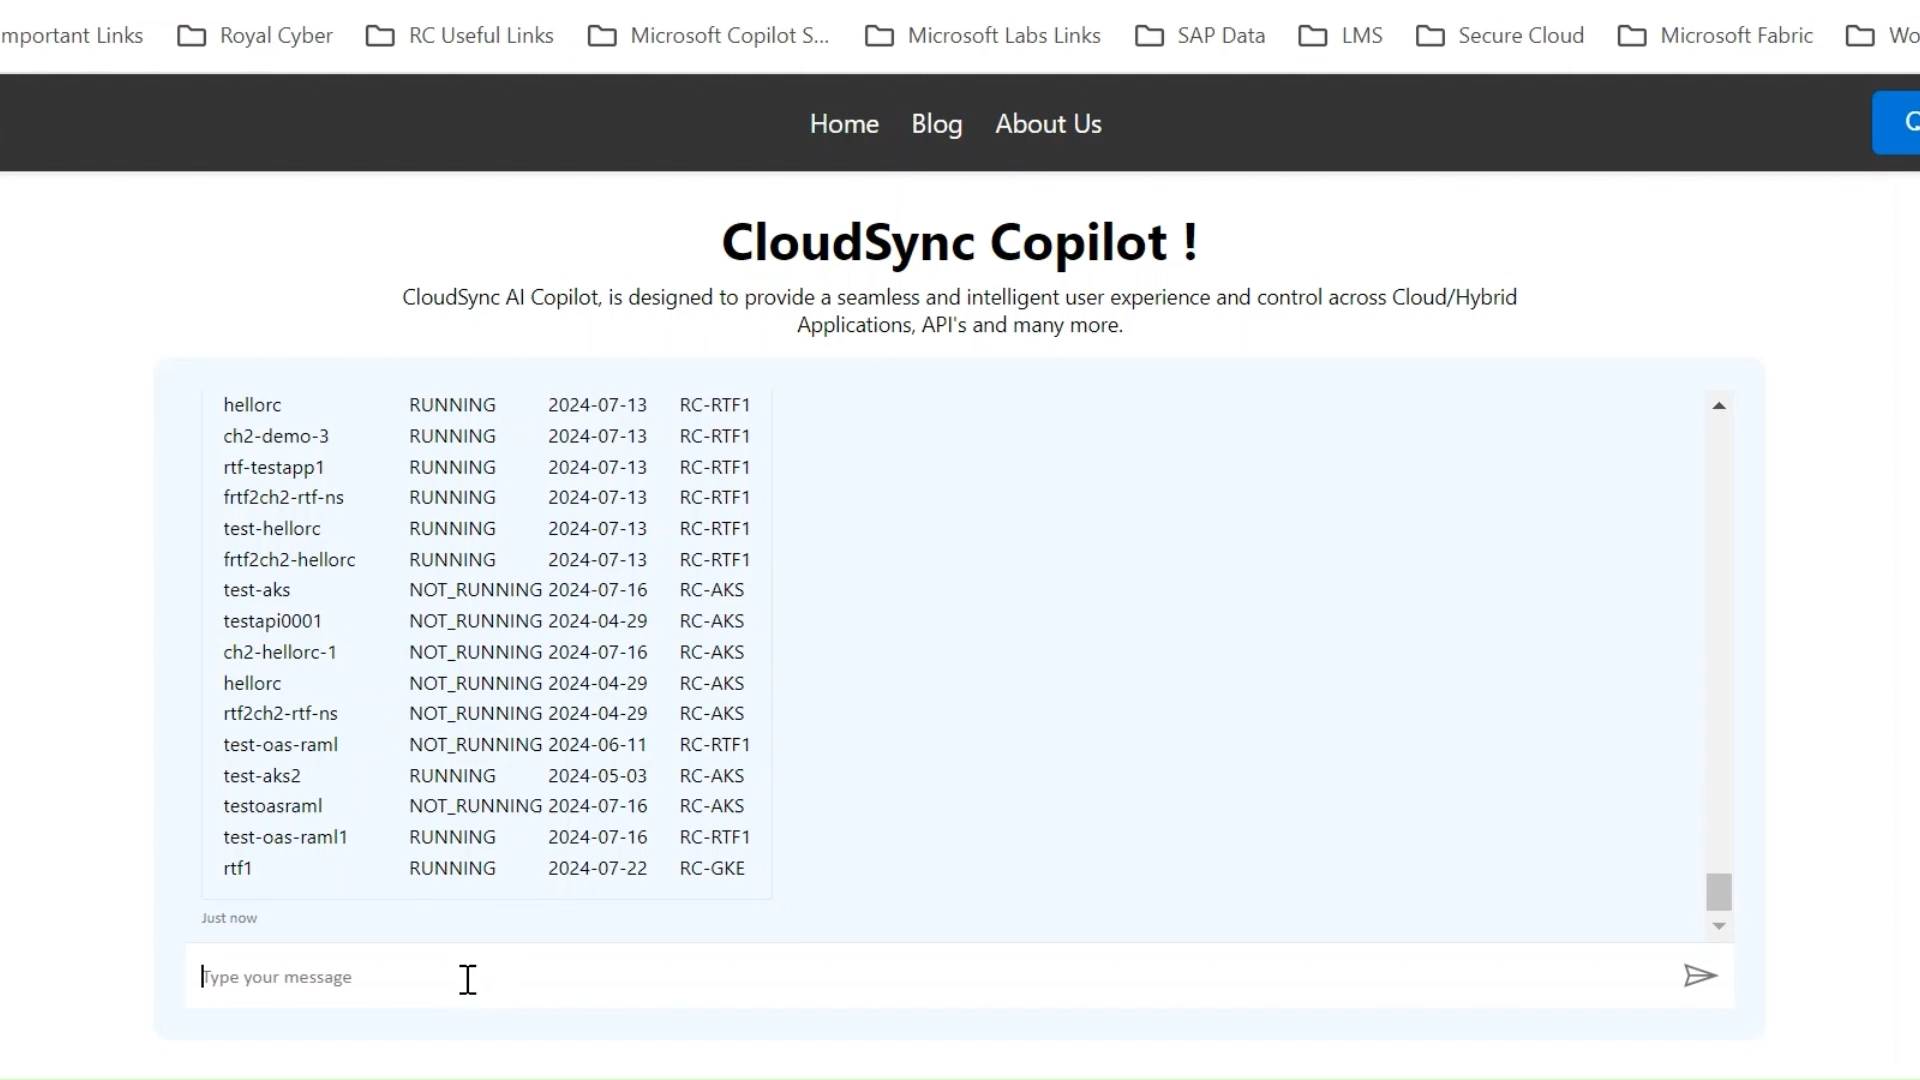 mportant Links Royal Cyber RC Useful Links Microsoft Copilot S... Microsoft Labs Links SAP Data LMS Secure Cloud Microsoft Fabric Wo
Home Blog About Us
CloudSync Copilot !
CloudSync AI Copilot, is designed to provide a seamless and intelligent user experience and control across Cloud/Hybrid
Applications, API's and many more.
hellorc RUNNING 2024-07-13 RC-RTF1
ch2-demo-3 RUNNING 2024-07-13 RC-RTF1
rtf-testapp1 RUNNING 2024-07-13 RC-RTF1
frtf2ch2-rtf-ns RUNNING 2024-07-13 RC-RTF1
test-hellorc RUNNING 2024-07-13 RC-RTF1
frtf2ch2-hellorc RUNNING 2024-07-13 RC-RTF1
test-aks NOT_RUNNING 2024-07-16 RC-AKS
testapi0001 NOT_RUNNING 2024-04-29 RC-AKS
ch2-hellorc-1 NOT_RUNNING 2024-07-16 RC-AKS
hellorc NOT_RUNNING 2024-04-29 RC-AKS
rtf2ch2-rtf-ns NOT_RUNNING 2024-04-29 RC-AKS
test-oas-raml NOT_RUNNING 2024-06-11 RC-RTF1
test-aks2 RUNNING 2024-05-03 RC-AKS
testoasraml NOT_RUNNING 2024-07-16 RC-AKS
test-oas-raml1 RUNNING 2024-07-16 RC-RTF1
rtf1 RUNNING 2024-07-22 RC-GKE
Just now
Type your message